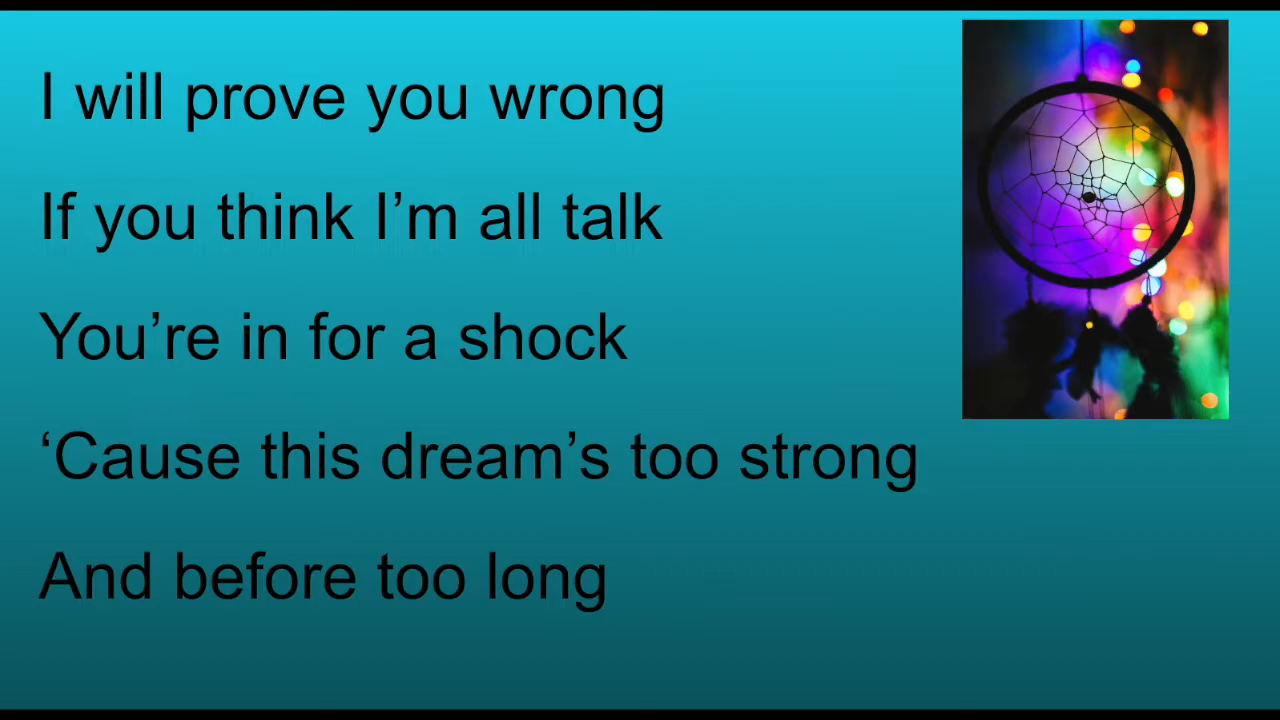 I will prove you wrong
If you think I’m all talk
You’re in for a shock
‘Cause this dream’s too strong
And before too long